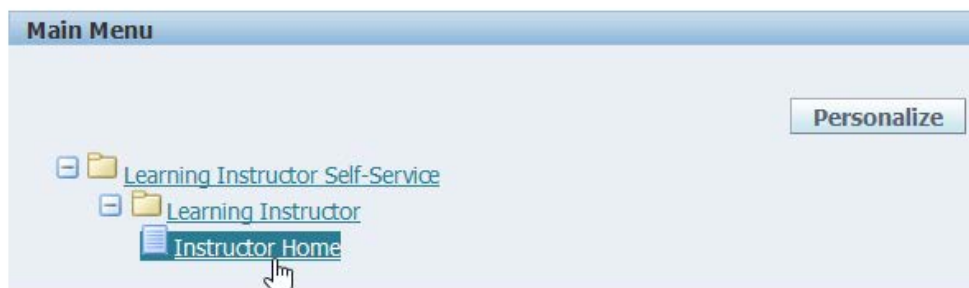 Main Menu
Personalize
Learning Instructor Self-Service
Learning Instructor
Instructor Home